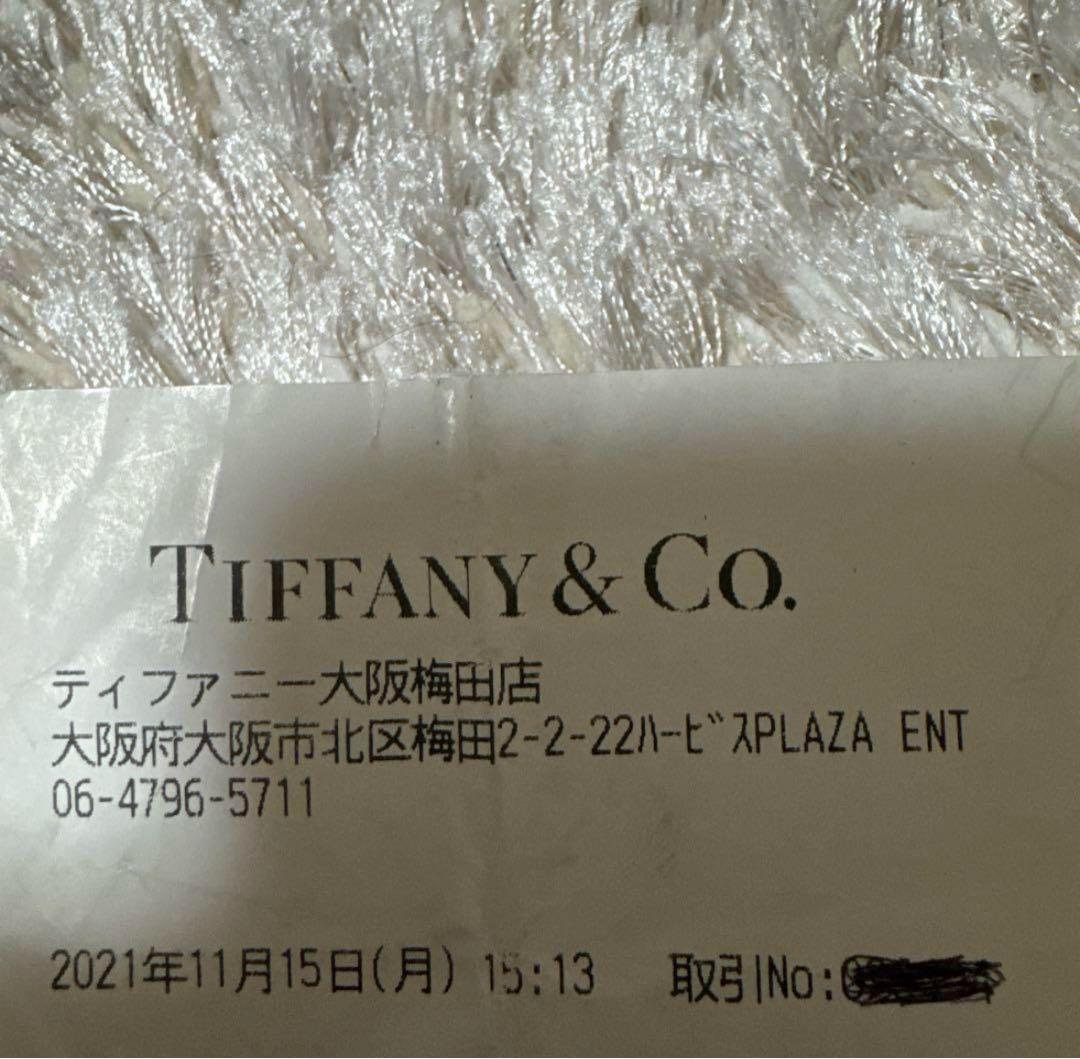 TIFFANY & CO.
ティファニー大阪梅田店
大阪府大阪市北区梅田2-2-22ﾊｰﾋﾞｽPLAZA ENT
06-4796-5711
2021年11月15日(月) 15:13 取引No: